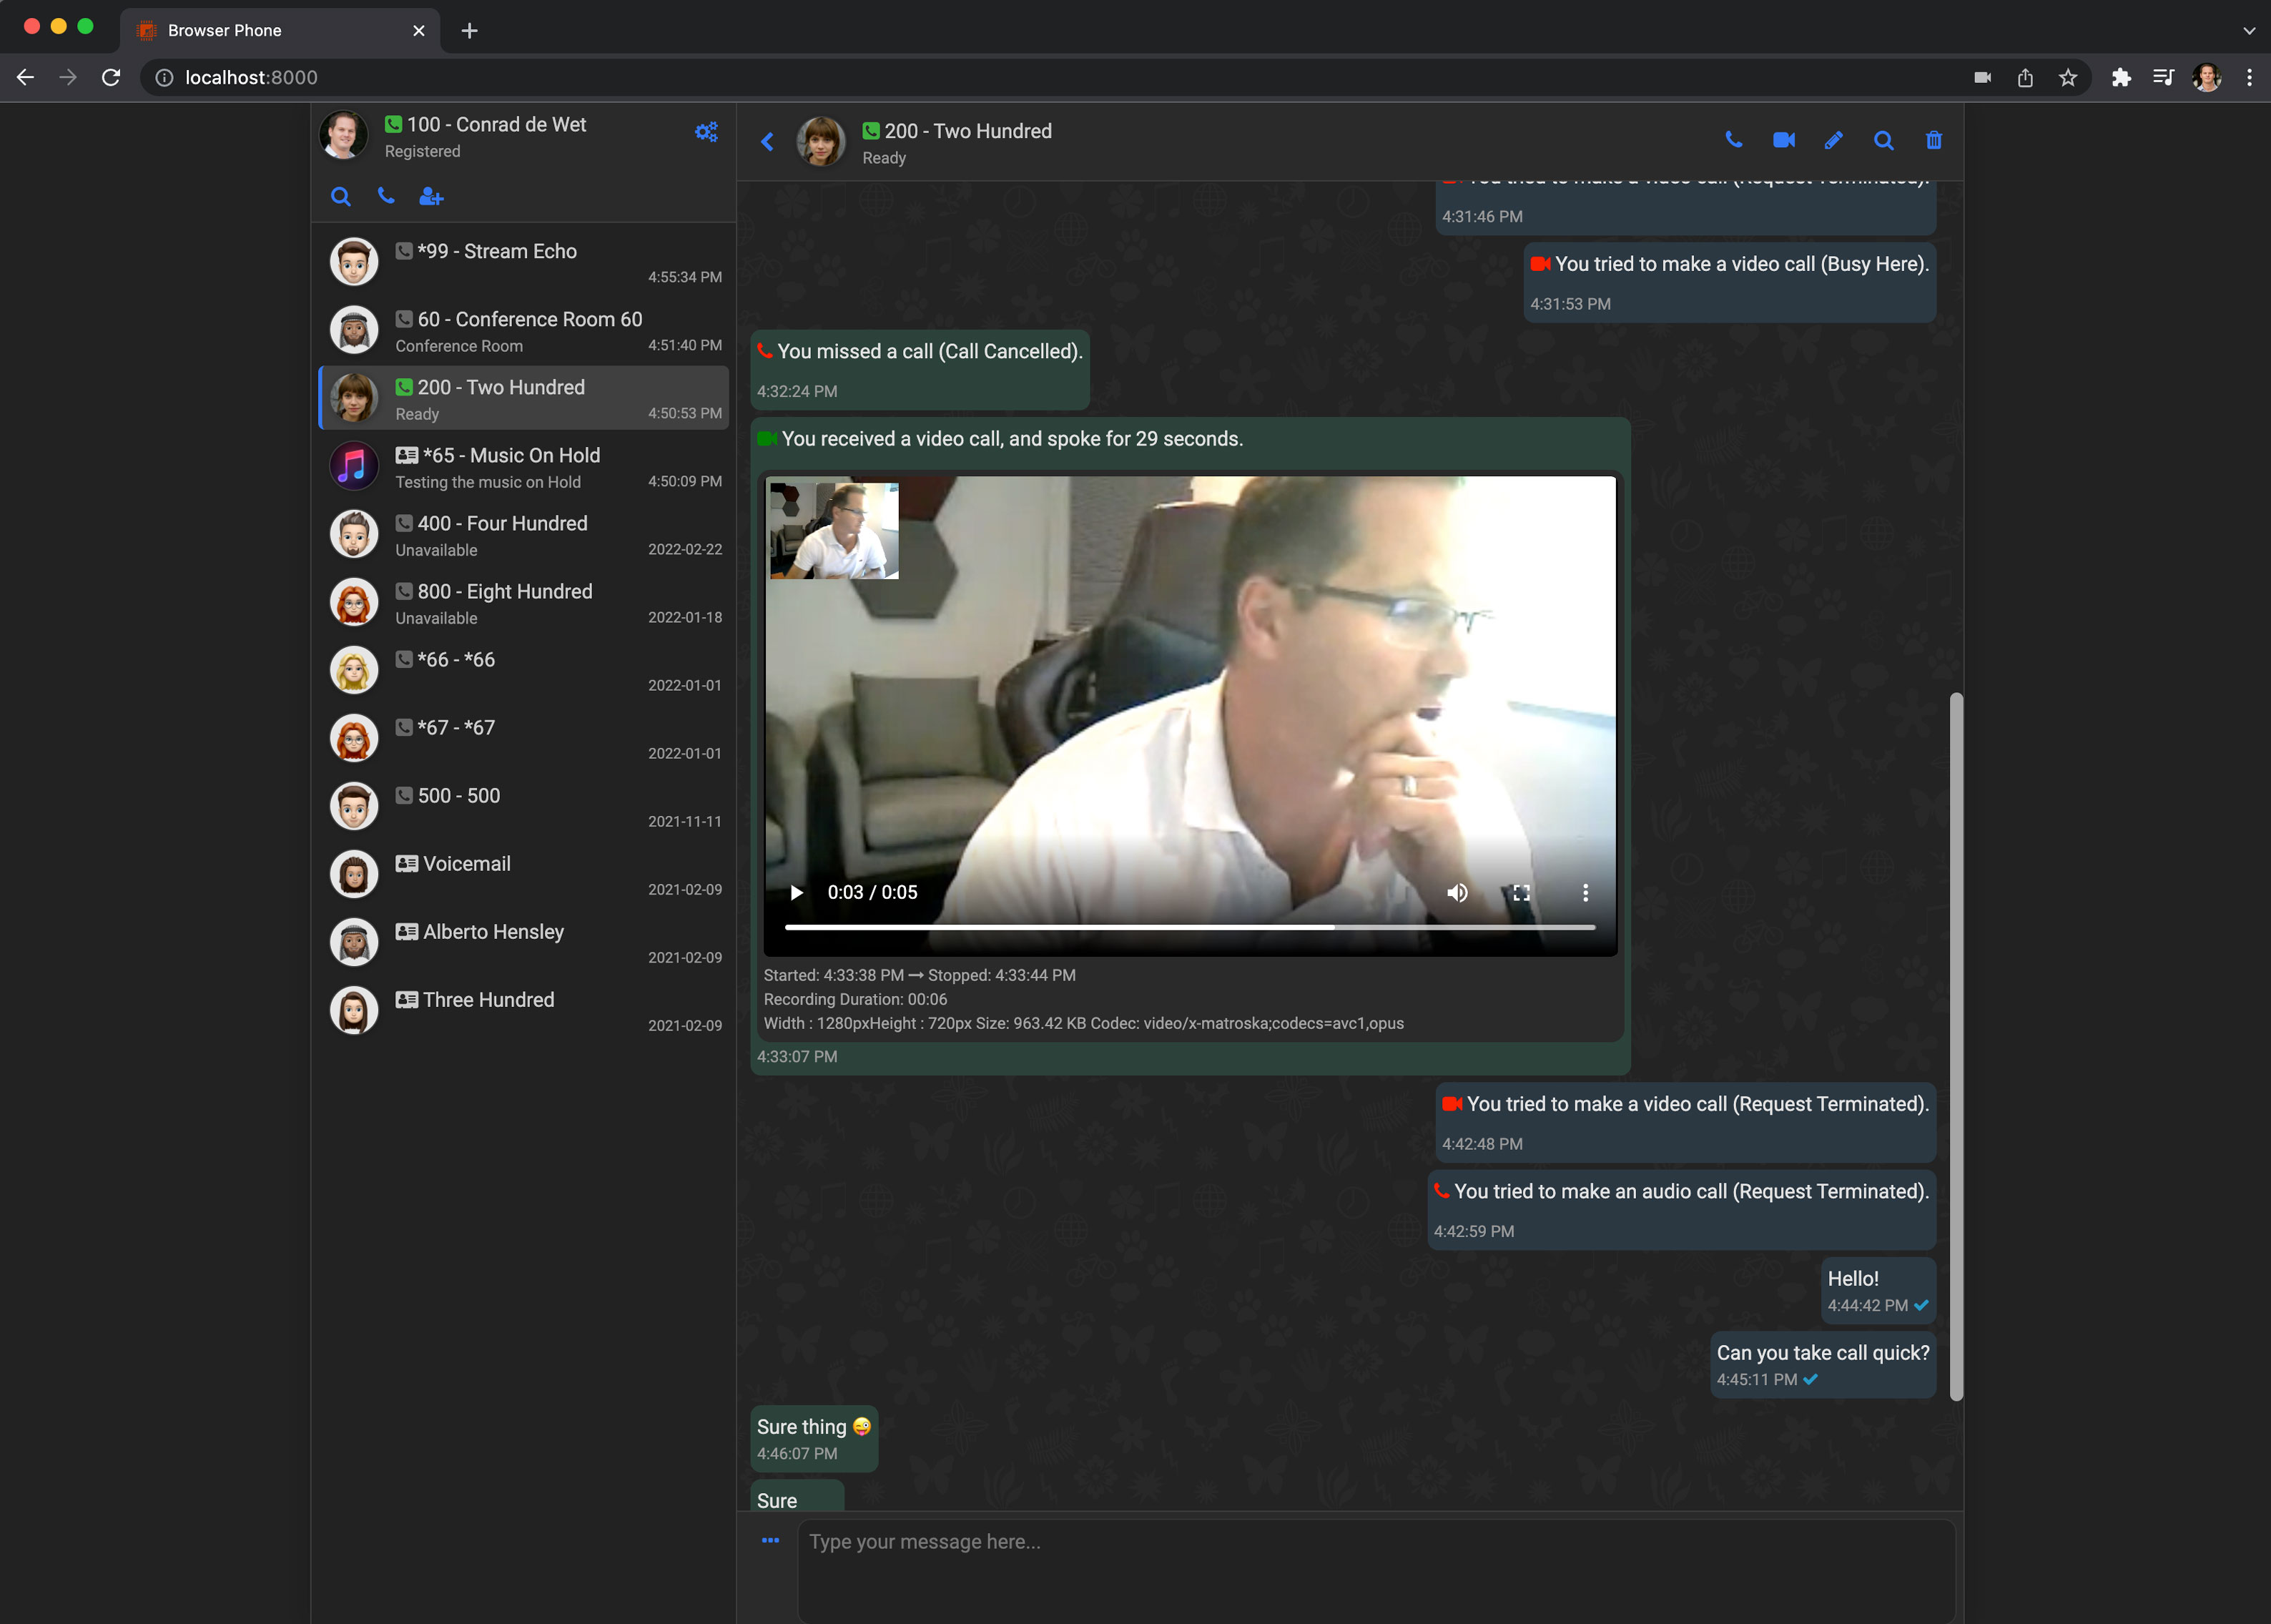 Browser Phone
localhost:8000
100 - Conrad de Wet
Registered
*99 - Stream Echo
4:55:34 PM
60 - Conference Room 60
Conference Room 4:51:40 PM
200 - Two Hundred
Ready 4:50:53 PM
*65 - Music On Hold
Testing the music on Hold 4:50:09 PM
400 - Four Hundred
Unavailable 2022-02-22
800 - Eight Hundred
Unavailable 2022-01-18
*66 - *66
2022-01-01
*67 - *67
2022-01-01
500 - 500
2021-11-11
Voicemail
2021-02-09
Alberto Hensley
2021-02-09
Three Hundred
2021-02-09
200 - Two Hundred
Ready
You tried to make a video call (Request Terminated).
4:31:46 PM
You tried to make a video call (Busy Here).
4:31:53 PM
You missed a call (Call Cancelled).
4:32:24 PM
You received a video call, and spoke for 29 seconds.
0:03 / 0:05
Started: 4:33:38 PM → Stopped: 4:33:44 PM
Recording Duration: 00:06
Width : 1280pxHeight : 720px Size: 963.42 KB Codec: video/x-matroska;codecs=avc1,opus
4:33:07 PM
You tried to make a video call (Request Terminated).
4:42:48 PM
You tried to make an audio call (Request Terminated).
4:42:59 PM
Hello!
4:44:42 PM
Can you take call quick?
4:45:11 PM
Sure thing 😜
4:46:07 PM
Sure
Type your message here...